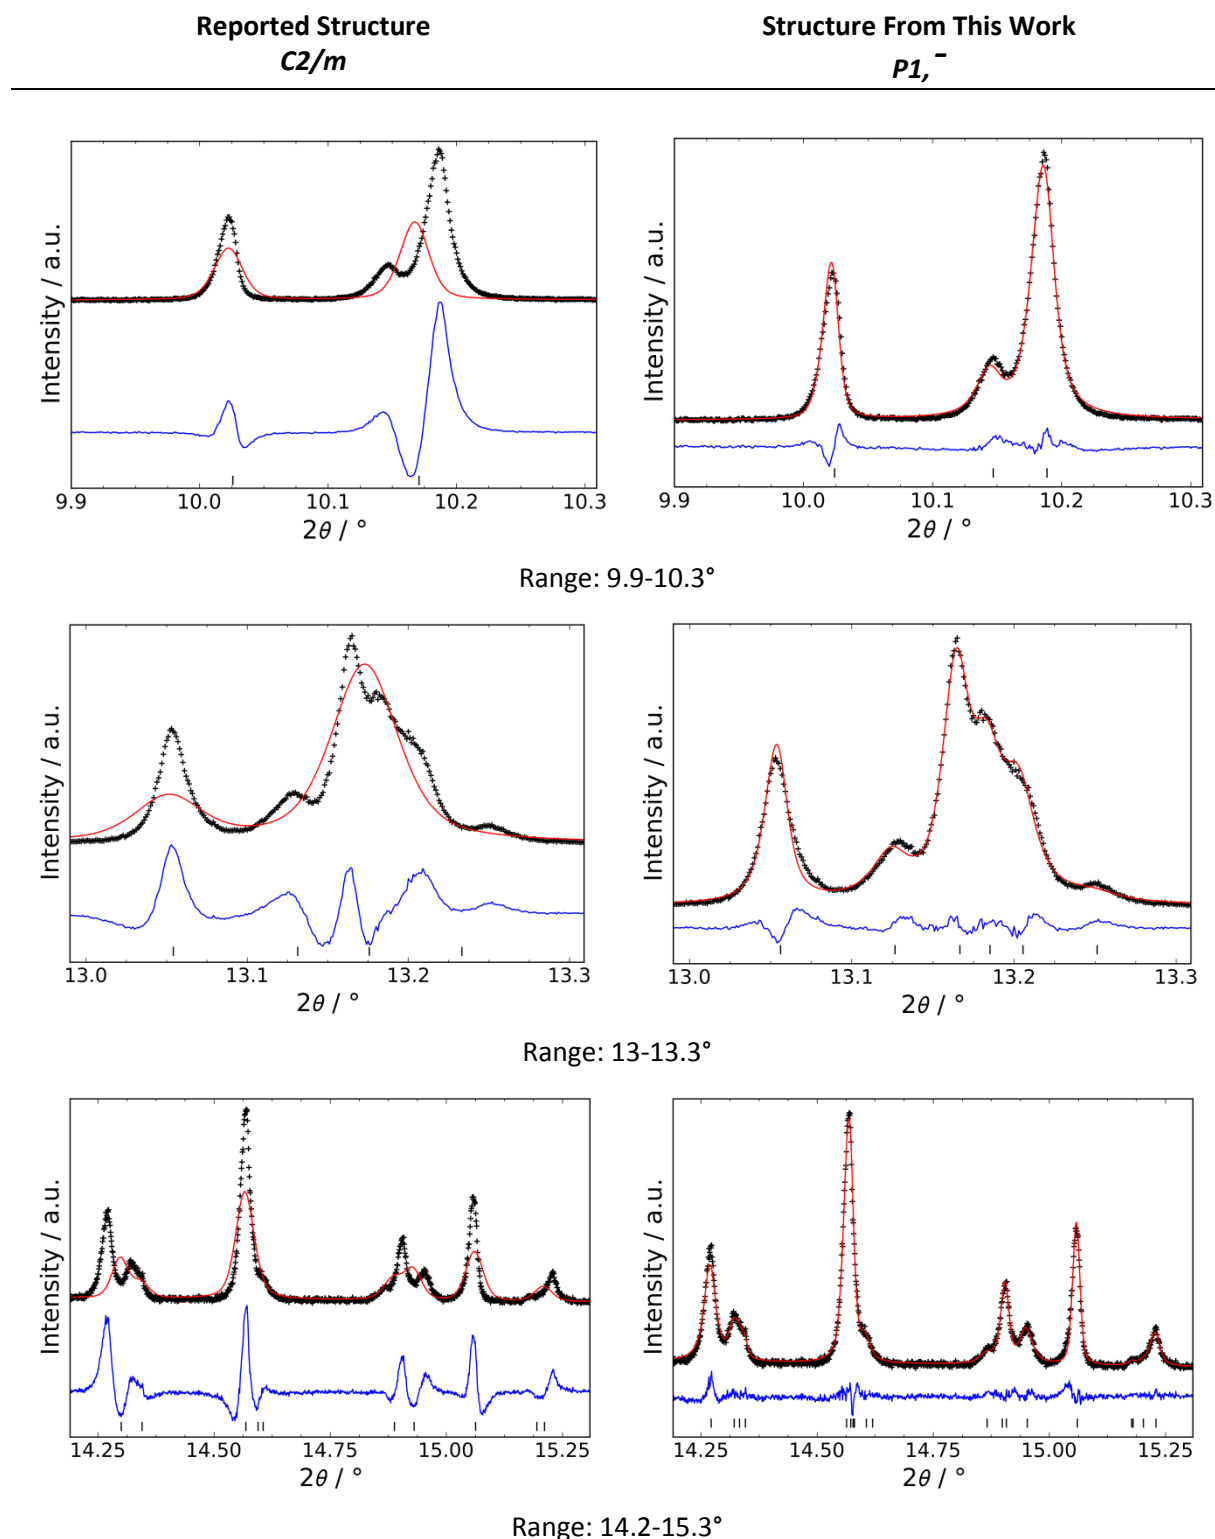 Reported Structure Structure From This Work
C2/m P1,¯
Intensity / a.u. Intensity / a.u.
9.9 10.0 10.1 10.2 10.3 9.9 10.0 10.1 10.2 10.3
2θ / ° 2θ / °
Range: 9.9-10.3°
Intensity / a.u. Intensity / a.u.
13.0 13.1 13.2 13.3 13.0 13.1 13.2 13.3
2θ / ° 2θ / °
Range: 13-13.3°
Intensity / a.u. Intensity / a.u.
14.25 14.50 14.75 15.00 15.25 14.25 14.50 14.75 15.00 15.25
2θ / ° 2θ / °
Range: 14.2-15.3°